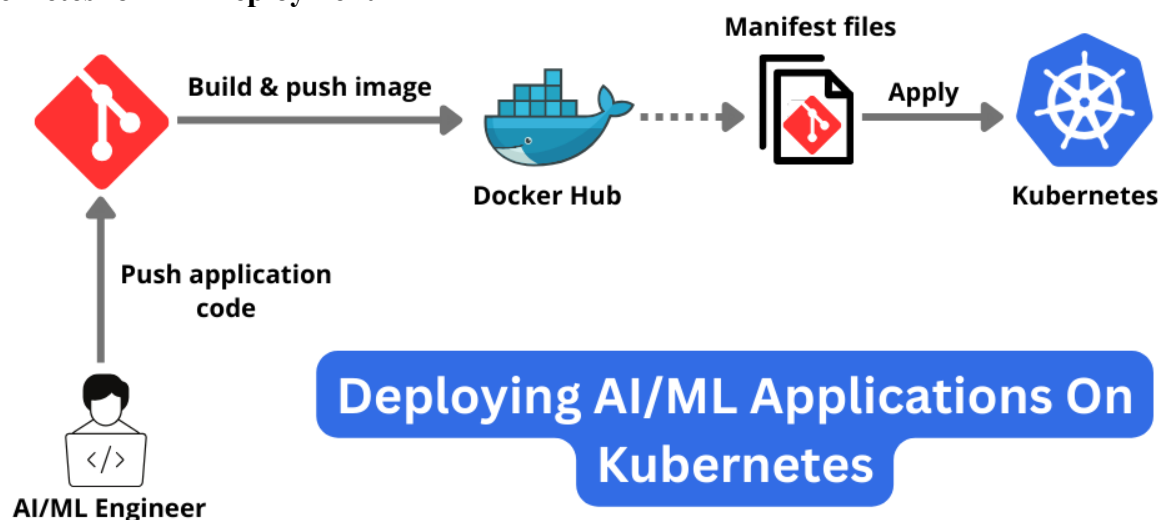 Manifest files
Build & push image
Apply
Docker Hub
Kubernetes
Push application
code
</>
Deploying AI/ML Applications On
Kubernetes
AI/ML Engineer